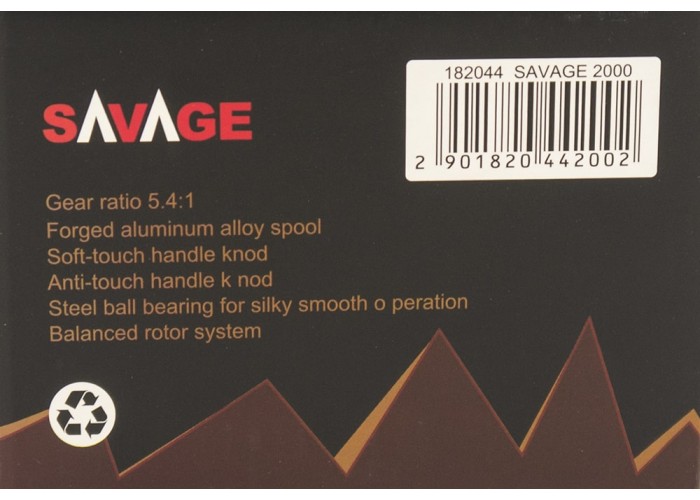 182044 SAVAGE 2000
2 901820 442002
SAVAGE
Gear ratio 5.4:1
Forged aluminum alloy spool
Soft-touch handle knod
Anti-touch handle k nod
Steel ball bearing for silky smooth o peration
Balanced rotor system